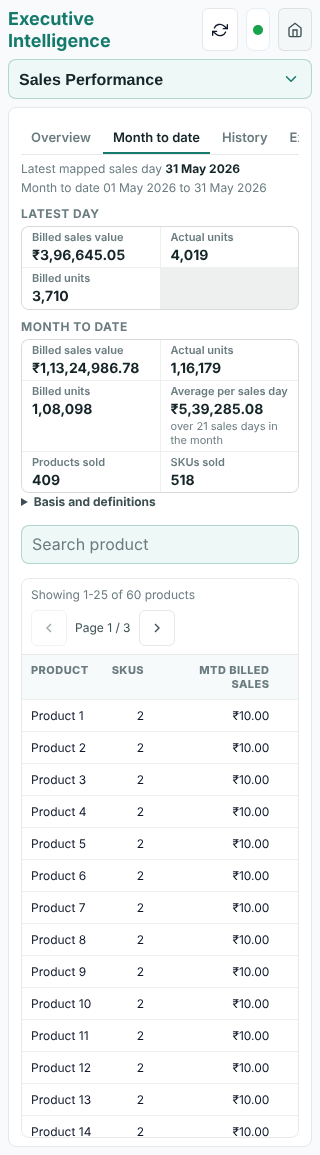 Executive
Intelligence
Sales Performance
Overview Month to date History E
Latest mapped sales day 31 May 2026
Month to date 01 May 2026 to 31 May 2026
LATEST DAY
Billed sales value Actual units
₹3,96,645.05 4,019
Billed units
3,710
MONTH TO DATE
Billed sales value Actual units
₹1,13,24,986.78 1,16,179
Billed units Average per sales day
1,08,098 ₹5,39,285.08
over 21 sales days in
the month
Products sold SKUs sold
409 518
Basis and definitions
Search product
Showing 1-25 of 60 products
Page 1 / 3
PRODUCT SKUS MTD BILLED
SALES
Product 1 2 ₹10.00
Product 2 2 ₹10.00
Product 3 2 ₹10.00
Product 4 2 ₹10.00
Product 5 2 ₹10.00
Product 6 2 ₹10.00
Product 7 2 ₹10.00
Product 8 2 ₹10.00
Product 9 2 ₹10.00
Product 10 2 ₹10.00
Product 11 2 ₹10.00
Product 12 2 ₹10.00
Product 13 2 ₹10.00
Product 14 2 ₹10.00